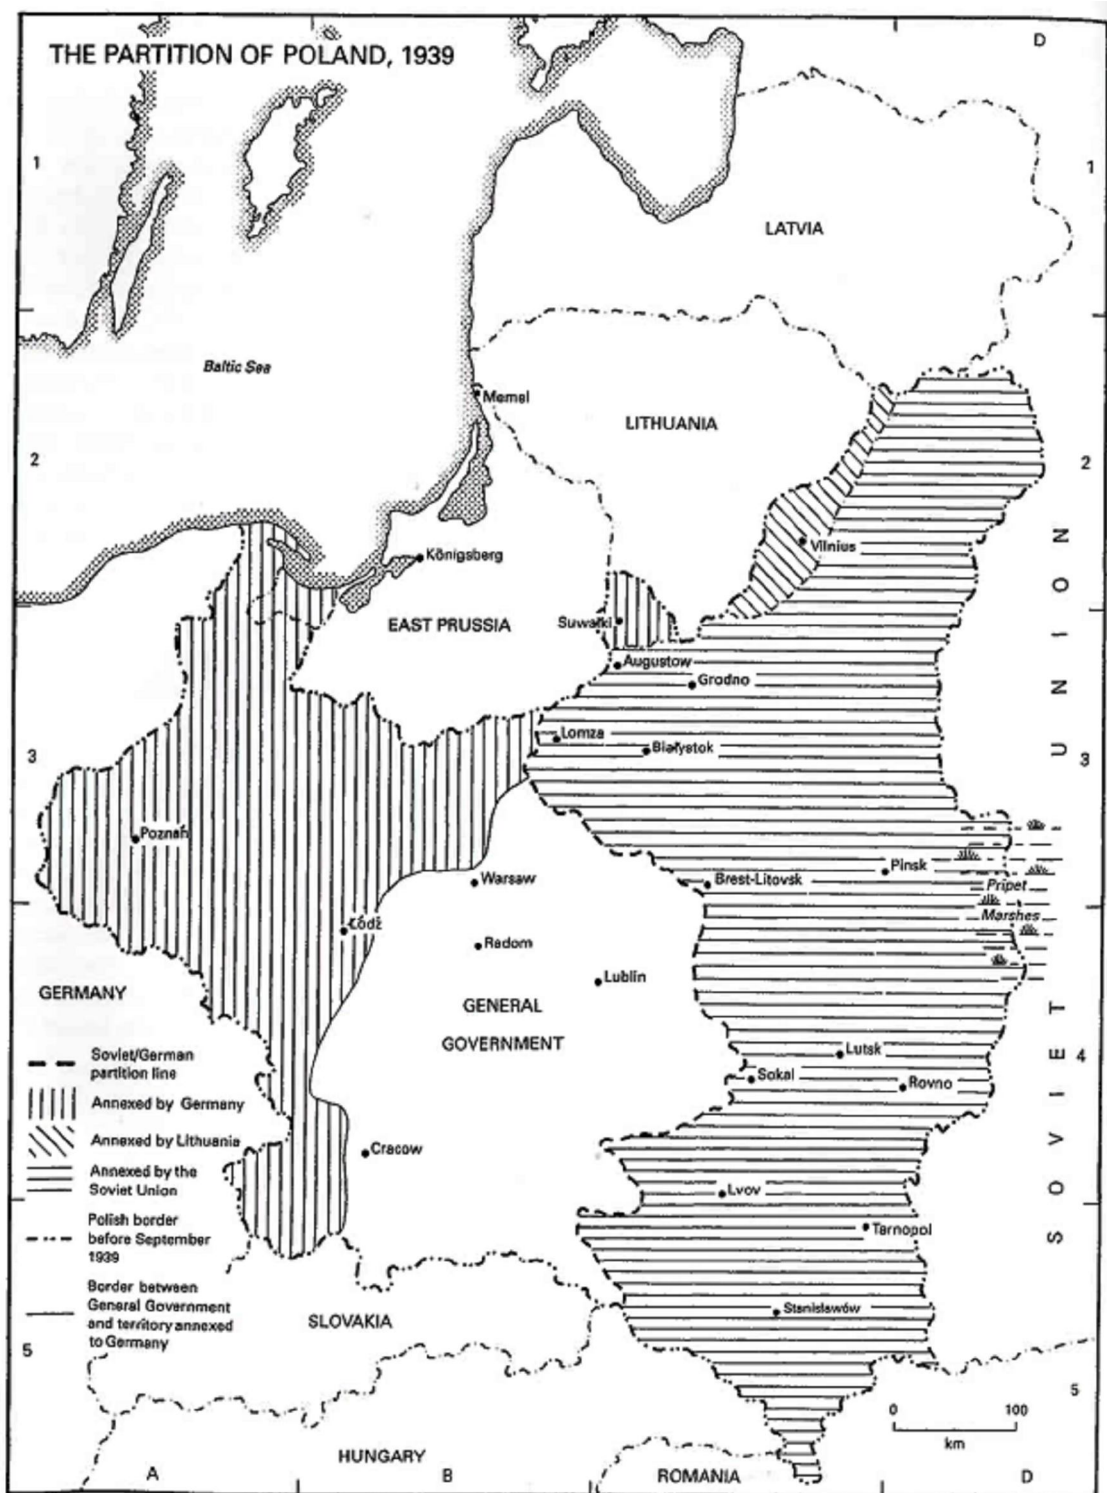 THE PARTITION OF POLAND, 1939
D
1
1
LATVIA
Baltic Sea
Memel
LITHUANIA
2
2
Vilnius
Königsberg
EAST PRUSSIA
Suwałki
Augustow
Grodno
Lomza
Białystok
3
3
Poznań
Warsaw
Pinsk
Brest-Litovsk
Pripet
Marshes
Łódź
Radom
Lublin
GERMANY
GENERAL
GOVERNMENT
SOVIET UNION
Lutsk
4
Sokal
Rovno
Cracow
Lvov
Tarnopol
Stanisławów
SLOVAKIA
HUNGARY
ROMANIA
Soviet/German
partition line
Annexed by Germany
Annexed by Lithuania
Annexed by the
Soviet Union
Polish border
before September
1939
Border between
General Government
and territory annexed
to Germany
5
5
0 100
km
A
B
D